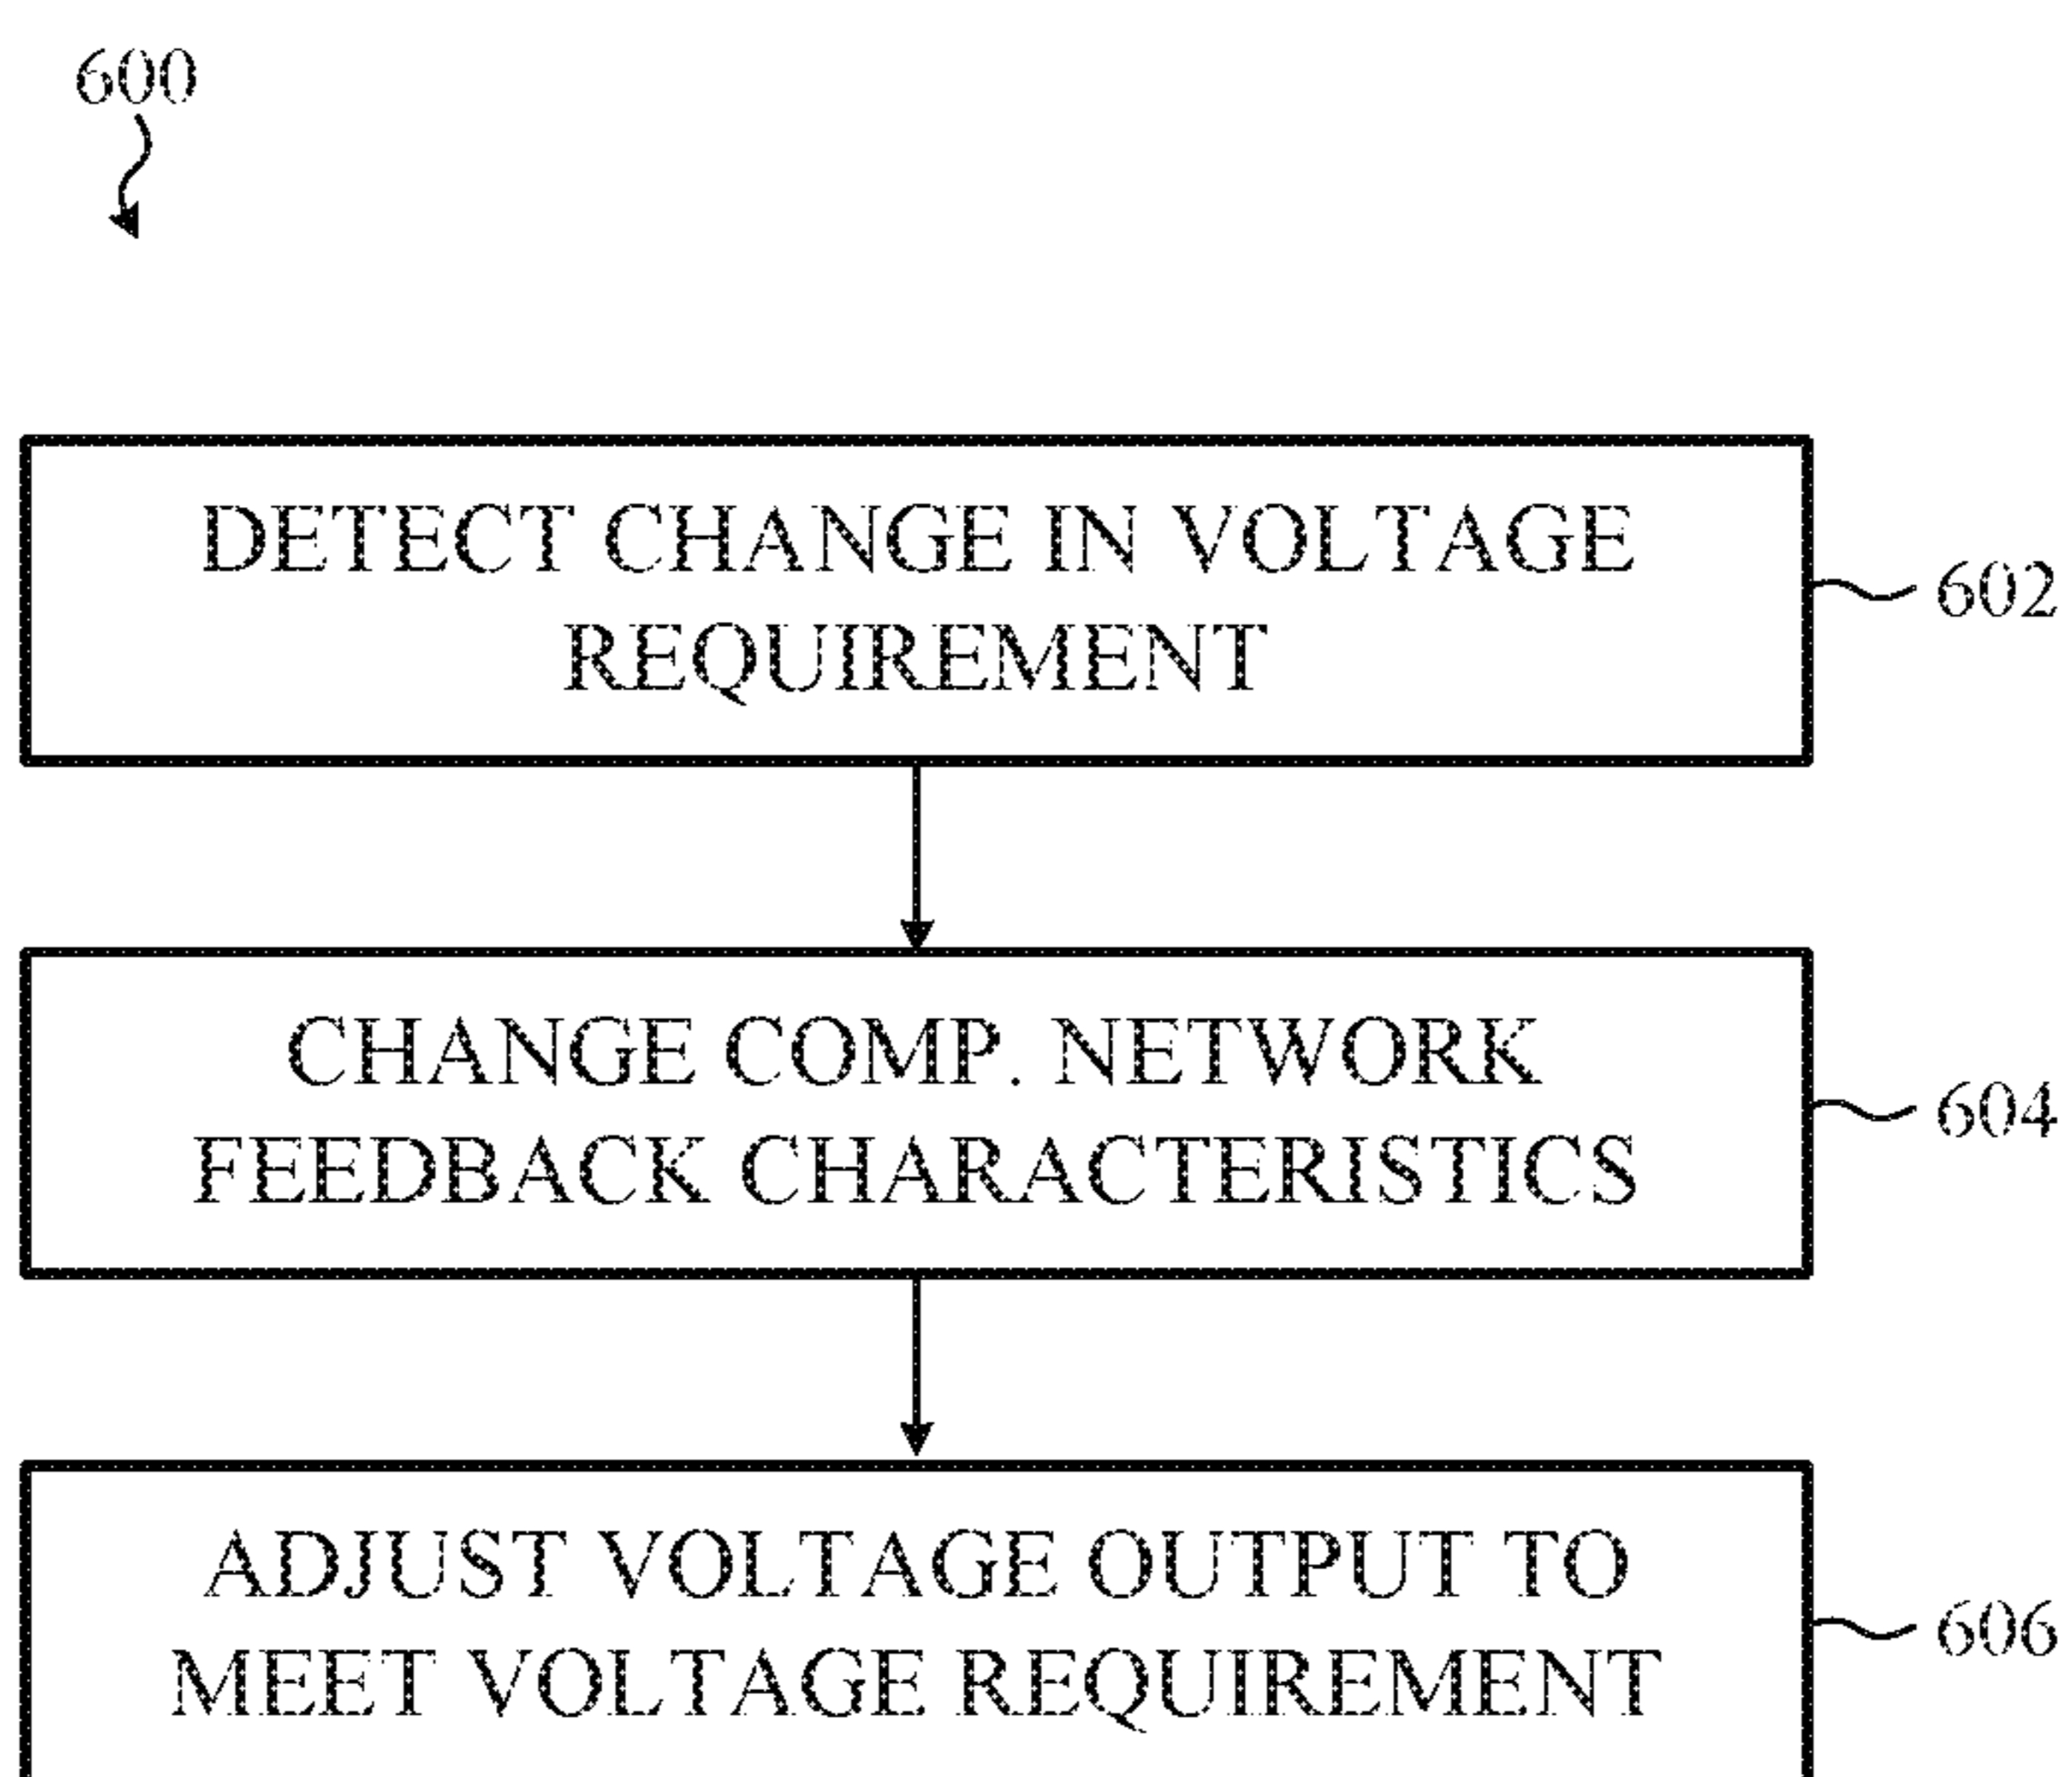 600
DETECT CHANGE IN VOLTAGE
REQUIREMENT
602
CHANGE COMP. NETWORK
FEEDBACK CHARACTERISTICS
604
ADJUST VOLTAGE OUTPUT TO
MEET VOLTAGE REQUIREMENT
606